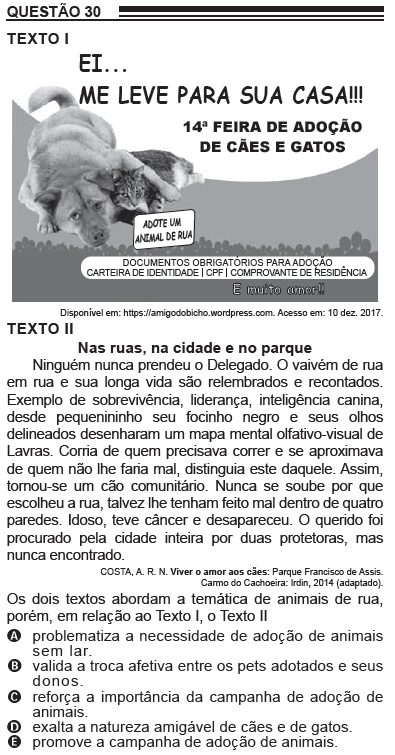 QUESTÃO 30
TEXTO I
EI...
ME LEVE PARA SUA CASA!!!
14ª FEIRA DE ADOÇÃO
DE CÃES E GATOS
ADOTE UM
ANIMAL DE RUA
DOCUMENTOS OBRIGATÓRIOS PARA ADOÇÃO
CARTEIRA DE IDENTIDADE | CPF | COMPROVANTE DE RESIDÊNCIA
E muito amor!!
Disponível em: https://amigodobicho.wordpress.com. Acesso em: 10 dez. 2017.
TEXTO II
Nas ruas, na cidade e no parque
Ninguém nunca prendeu o Delegado. O vaivém de rua
em rua e sua longa vida são relembrados e recontados.
Exemplo de sobrevivência, liderança, inteligência canina,
desde pequenininho seu focinho negro e seus olhos
delineados desenharam um mapa mental olfativo-visual de
Lavras. Corria de quem precisava correr e se aproximava
de quem não lhe faria mal, distinguia este daquele. Assim,
tornou-se um cão comunitário. Nunca se soube por que
escolheu a rua, talvez lhe tenham feito mal dentro de quatro
paredes. Idoso, teve câncer e desapareceu. O querido foi
procurado pela cidade inteira por duas protetoras, mas
nunca encontrado.
COSTA, A. R. N. Viver o amor aos cães: Parque Francisco de Assis.
Carmo do Cachoeira: Irdin, 2014 (adaptado).
Os dois textos abordam a temática de animais de rua,
porém, em relação ao Texto I, o Texto II
A problematiza a necessidade de adoção de animais
sem lar.
B valida a troca afetiva entre os pets adotados e seus
donos.
C reforça a importância da campanha de adoção de
animais.
D exalta a natureza amigável de cães e de gatos.
E promove a campanha de adoção de animais.